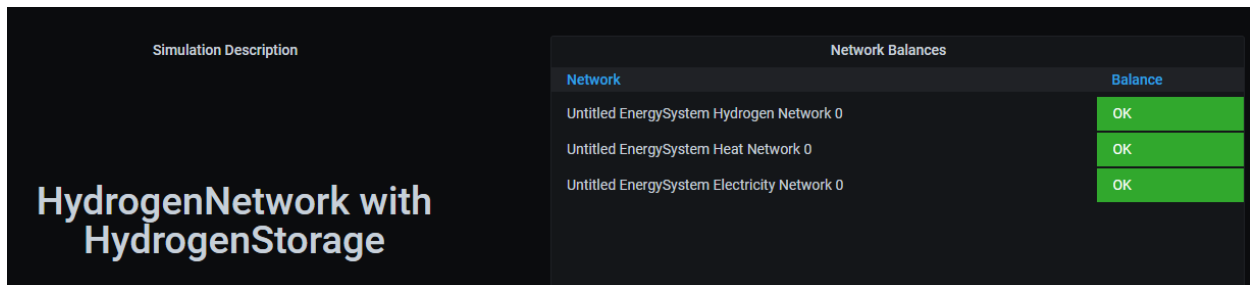 Simulation Description
HydrogenNetwork with
HydrogenStorage
Network Balances
Network Balance
Untitled EnergySystem Hydrogen Network 0 OK
Untitled EnergySystem Heat Network 0 OK
Untitled EnergySystem Electricity Network 0 OK